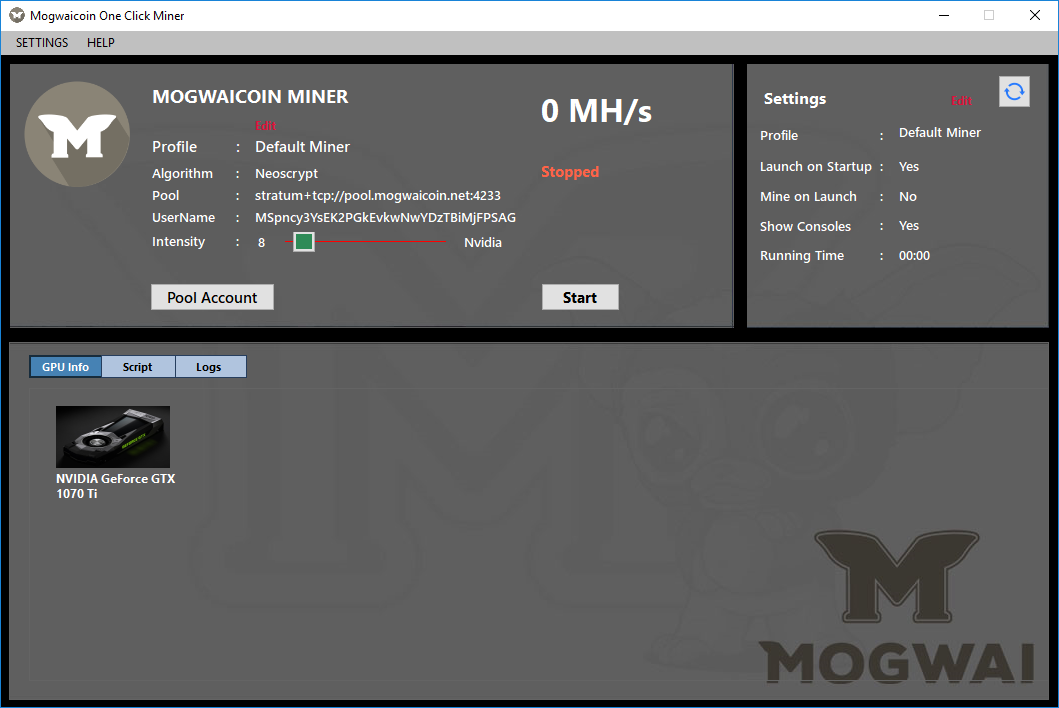 Mogwaicoin One Click Miner
SETTINGS HELP
MOGWAICOIN MINER
Edit
Profile : Default Miner
Algorithm : Neoscrypt
Pool : stratum+tcp://pool.mogwaicoin.net:4233
UserName : MSpncy3YsEK2PGkEvkwNwYDzTBiMjFPSAG
Intensity : 8 Nvidia
Pool Account
0 MH/s
Stopped
Start
Settings
Edit
Profile : Default Miner
Launch on Startup : Yes
Mine on Launch : No
Show Consoles : Yes
Running Time : 00:00
GPU Info Script Logs
NVIDIA GeForce GTX
1070 Ti
MOGWAI